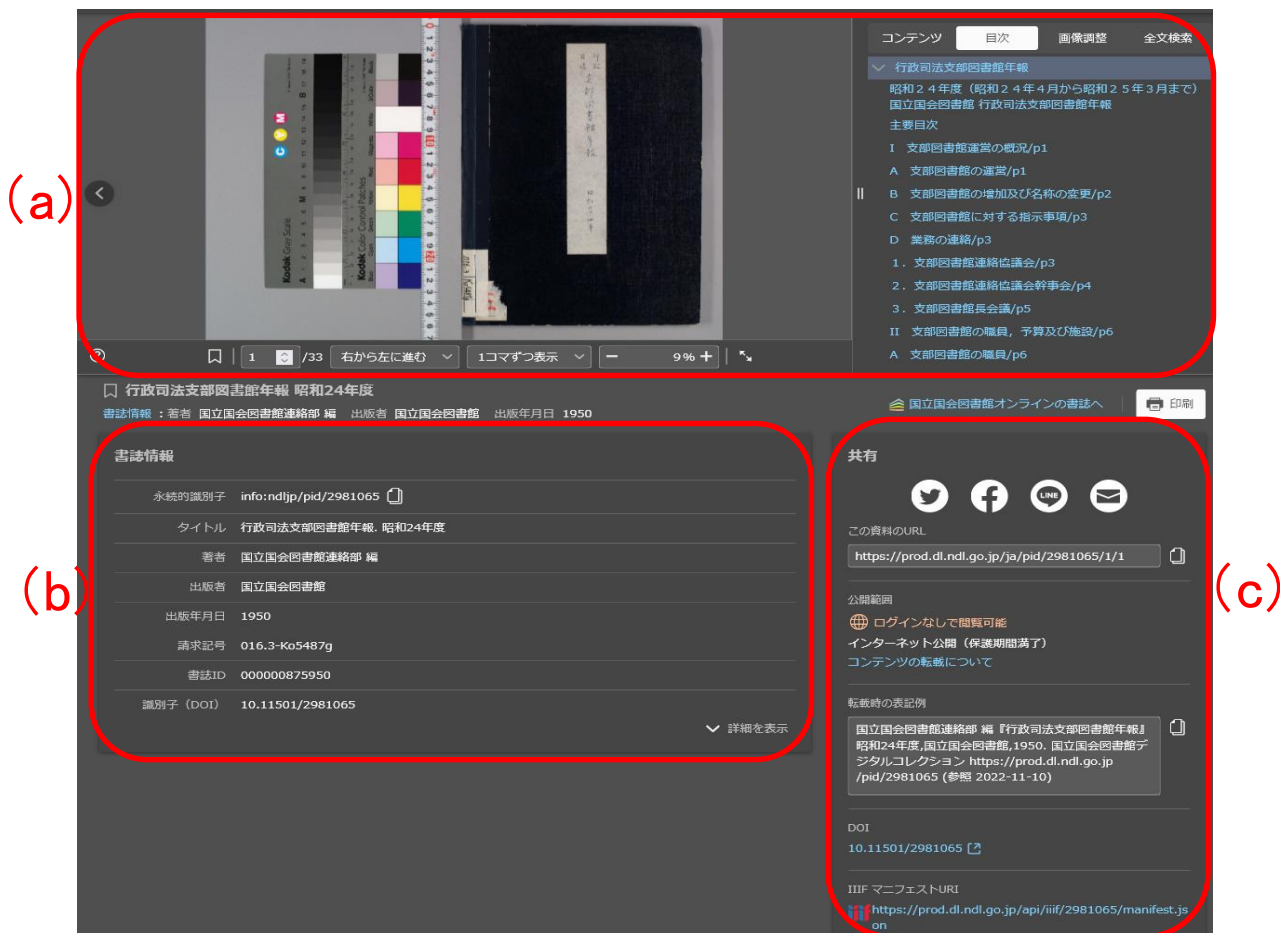 (a)
コンテンツ 目次 画像調整 全文検索
行政司法支部図書館年報
昭和２４年度（昭和２４年４月から昭和２５年３月まで）
国立国会図書館 行政司法支部図書館年報
主要目次
I 支部図書館運営の概況/p1
A 支部図書館の運営/p1
B 支部図書館の増加及び名称の変更/p2
C 支部図書館に対する指示事項/p3
D 業務の連絡/p3
1．支部図書館連絡協議会/p3
2．支部図書館連絡協議会幹事会/p4
3．支部図書館長会議/p5
II 支部図書館の職員，予算及び施設/p6
A 支部図書館の職員/p6
Kodak Gray Scale
C Y M
Kodak Color Control Patches
1 /33 右から左に進む 1コマずつ表示 9%
行政司法支部図書館年報 昭和24年度
書誌情報 ：著者 国立国会図書館連絡部 編 出版者 国立国会図書館 出版年月日 1950
国立国会図書館オンラインの書誌へ
印刷
(b)
書誌情報
永続的識別子 info:ndljp/pid/2981065
タイトル 行政司法支部図書館年報. 昭和24年度
著者 国立国会図書館連絡部 編
出版者 国立国会図書館
出版年月日 1950
請求記号 016.3-Ko5487g
書誌ID 000000875950
識別子（DOI） 10.11501/2981065
詳細を表示
(c)
共有
LINE
この資料のURL
https://prod.dl.ndl.go.jp/ja/pid/2981065/1/1
公開範囲
ログインなしで閲覧可能
インターネット公開（保護期間満了）
コンテンツの転載について
転載時の表記例
国立国会図書館連絡部 編『行政司法支部図書館年報』
昭和24年度,国立国会図書館,1950. 国立国会図書館デ
ジタルコレクション https://prod.dl.ndl.go.jp
/pid/2981065 (参照 2022-11-10)
DOI
10.11501/2981065
IIIF マニフェストURI
https://prod.dl.ndl.go.jp/api/iiif/2981065/manifest.js
on